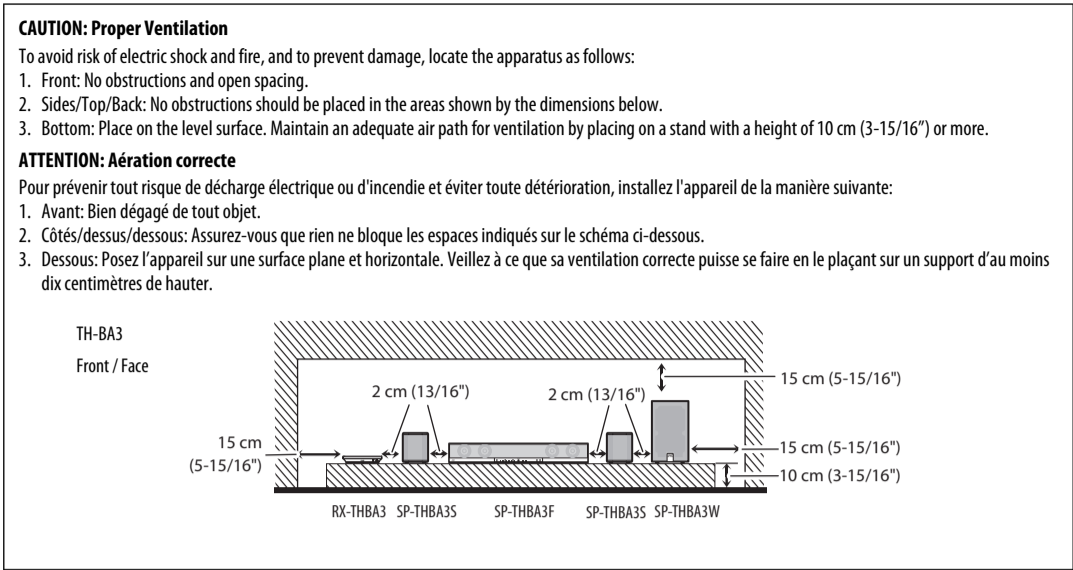 CAUTION: Proper Ventilation
To avoid risk of electric shock and fire, and to prevent damage, locate the apparatus as follows:
1. Front: No obstructions and open spacing.
2. Sides/Top/Back: No obstructions should be placed in the areas shown by the dimensions below.
3. Bottom: Place on the level surface. Maintain an adequate air path for ventilation by placing on a stand with a height of 10 cm (3-15/16”) or more.
ATTENTION: Aération correcte
Pour prévenir tout risque de décharge électrique ou d'incendie et éviter toute détérioration, installez l'appareil de la manière suivante:
1. Avant: Bien dégagé de tout objet.
2. Côtés/dessus/dessous: Assurez-vous que rien ne bloque les espaces indiqués sur le schéma ci-dessous.
3. Dessous: Posez l’appareil sur une surface plane et horizontale. Veillez à ce que sa ventilation correcte puisse se faire en le plaçant sur un support d’au moins
dix centimètres de hauter.
TH-BA3
Front / Face
15 cm (5-15/16")
2 cm (13/16")
2 cm (13/16")
15 cm
(5-15/16")
15 cm (5-15/16")
10 cm (3-15/16")
RX-THBA3 SP-THBA3S SP-THBA3F SP-THBA3S SP-THBA3W